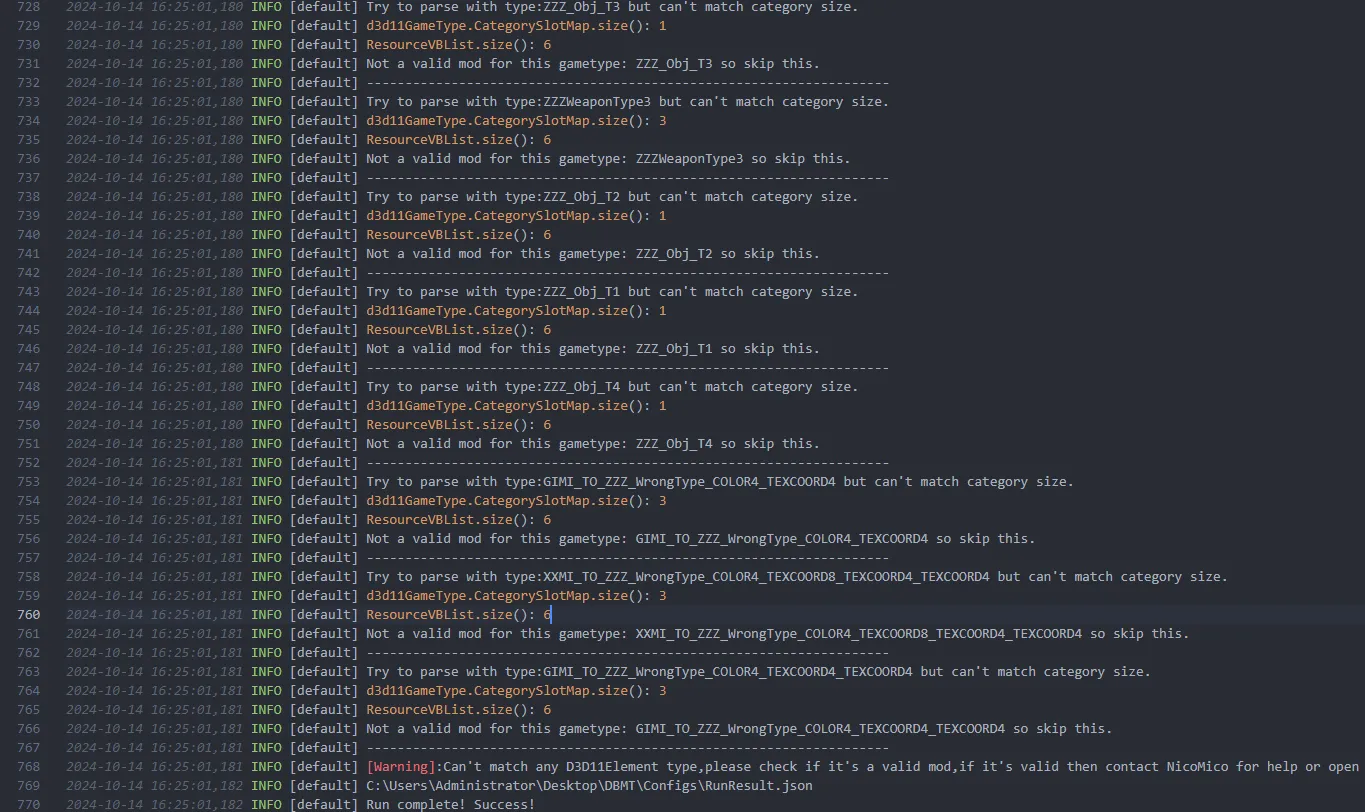 728 2024-10-14 16:25:01,180 INFO [default] Try to parse with type:ZZZ_Obj_T3 but can't match category size.
729 2024-10-14 16:25:01,180 INFO [default] d3d11GameType.CategorySlotMap.size(): 1
730 2024-10-14 16:25:01,180 INFO [default] ResourceVBList.size(): 6
731 2024-10-14 16:25:01,180 INFO [default] Not a valid mod for this gametype: ZZZ_Obj_T3 so skip this.
732 2024-10-14 16:25:01,180 INFO [default] --------------------------------------------------------------------
733 2024-10-14 16:25:01,180 INFO [default] Try to parse with type:ZZZWeaponType3 but can't match category size.
734 2024-10-14 16:25:01,180 INFO [default] d3d11GameType.CategorySlotMap.size(): 3
735 2024-10-14 16:25:01,180 INFO [default] ResourceVBList.size(): 6
736 2024-10-14 16:25:01,180 INFO [default] Not a valid mod for this gametype: ZZZWeaponType3 so skip this.
737 2024-10-14 16:25:01,180 INFO [default] --------------------------------------------------------------------
738 2024-10-14 16:25:01,180 INFO [default] Try to parse with type:ZZZ_Obj_T2 but can't match category size.
739 2024-10-14 16:25:01,180 INFO [default] d3d11GameType.CategorySlotMap.size(): 1
740 2024-10-14 16:25:01,180 INFO [default] ResourceVBList.size(): 6
741 2024-10-14 16:25:01,180 INFO [default] Not a valid mod for this gametype: ZZZ_Obj_T2 so skip this.
742 2024-10-14 16:25:01,180 INFO [default] --------------------------------------------------------------------
743 2024-10-14 16:25:01,180 INFO [default] Try to parse with type:ZZZ_Obj_T1 but can't match category size.
744 2024-10-14 16:25:01,180 INFO [default] d3d11GameType.CategorySlotMap.size(): 1
745 2024-10-14 16:25:01,180 INFO [default] ResourceVBList.size(): 6
746 2024-10-14 16:25:01,180 INFO [default] Not a valid mod for this gametype: ZZZ_Obj_T1 so skip this.
747 2024-10-14 16:25:01,180 INFO [default] --------------------------------------------------------------------
748 2024-10-14 16:25:01,180 INFO [default] Try to parse with type:ZZZ_Obj_T4 but can't match category size.
749 2024-10-14 16:25:01,180 INFO [default] d3d11GameType.CategorySlotMap.size(): 1
750 2024-10-14 16:25:01,180 INFO [default] ResourceVBList.size(): 6
751 2024-10-14 16:25:01,180 INFO [default] Not a valid mod for this gametype: ZZZ_Obj_T4 so skip this.
752 2024-10-14 16:25:01,181 INFO [default] --------------------------------------------------------------------
753 2024-10-14 16:25:01,181 INFO [default] Try to parse with type:GIMI_TO_ZZZ_WrongType_COLOR4_TEXCOORD4 but can't match category size.
754 2024-10-14 16:25:01,181 INFO [default] d3d11GameType.CategorySlotMap.size(): 3
755 2024-10-14 16:25:01,181 INFO [default] ResourceVBList.size(): 6
756 2024-10-14 16:25:01,181 INFO [default] Not a valid mod for this gametype: GIMI_TO_ZZZ_WrongType_COLOR4_TEXCOORD4 so skip this.
757 2024-10-14 16:25:01,181 INFO [default] --------------------------------------------------------------------
758 2024-10-14 16:25:01,181 INFO [default] Try to parse with type:XXMI_TO_ZZZ_WrongType_COLOR4_TEXCOORD8_TEXCOORD4_TEXCOORD4 but can't match category size.
759 2024-10-14 16:25:01,181 INFO [default] d3d11GameType.CategorySlotMap.size(): 3
760 2024-10-14 16:25:01,181 INFO [default] ResourceVBList.size(): 6
761 2024-10-14 16:25:01,181 INFO [default] Not a valid mod for this gametype: XXMI_TO_ZZZ_WrongType_COLOR4_TEXCOORD8_TEXCOORD4_TEXCOORD4 so skip this.
762 2024-10-14 16:25:01,181 INFO [default] --------------------------------------------------------------------
763 2024-10-14 16:25:01,181 INFO [default] Try to parse with type:GIMI_TO_ZZZ_WrongType_COLOR4_TEXCOORD4_TEXCOORD4 but can't match category size.
764 2024-10-14 16:25:01,181 INFO [default] d3d11GameType.CategorySlotMap.size(): 3
765 2024-10-14 16:25:01,181 INFO [default] ResourceVBList.size(): 6
766 2024-10-14 16:25:01,181 INFO [default] Not a valid mod for this gametype: GIMI_TO_ZZZ_WrongType_COLOR4_TEXCOORD4_TEXCOORD4 so skip this.
767 2024-10-14 16:25:01,181 INFO [default] --------------------------------------------------------------------
768 2024-10-14 16:25:01,181 INFO [default] [Warning]:Can't match any D3D11Element type,please check if it's a valid mod,if it's valid then contact NicoMico for help or open
769 2024-10-14 16:25:01,182 INFO [default] C:\Users\Administrator\Desktop\DBMT\Configs\RunResult.json
770 2024-10-14 16:25:01,182 INFO [default] Run complete! Success!